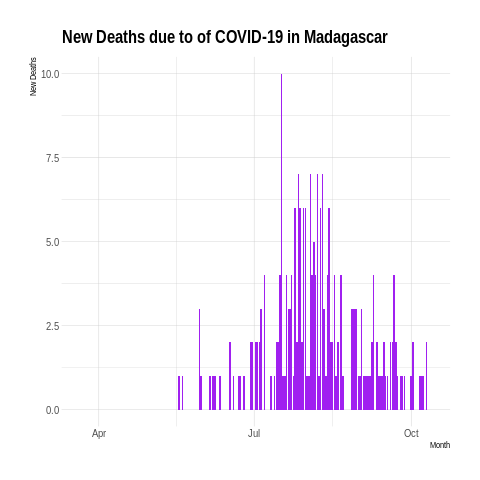 New Deaths due to of COVID-19 in Madagascar
New Deaths
10.0
7.5
5.0
2.5
0.0
Apr Jul Oct
Month